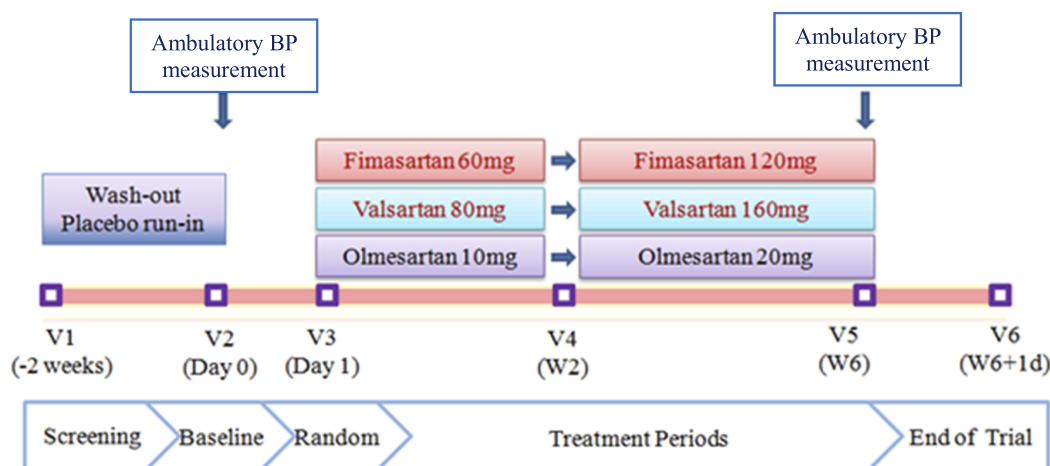 Ambulatory BP
measurement
Ambulatory BP
measurement
Wash-out
Placebo run-in
Fimasartan 60mg
Fimasartan 120mg
Valsartan 80mg
Valsartan 160mg
Olmesartan 10mg
Olmesartan 20mg
V1
(-2 weeks)
V2
(Day 0)
V3
(Day 1)
V4
(W2)
V5
(W6)
V6
(W6+1d)
Screening
Baseline
Random
Treatment Periods
End of Trial